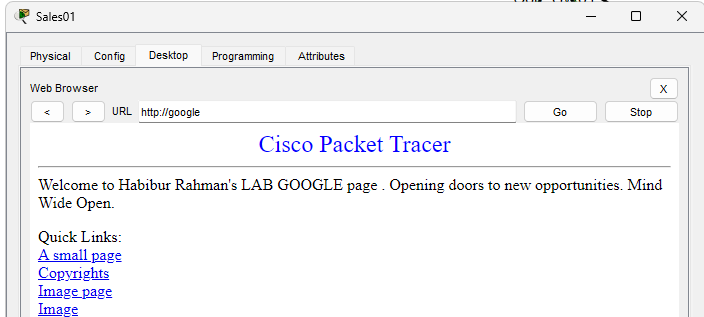 Sales01
Physical Config Desktop Programming Attributes
Web Browser X
< > URL http://google Go Stop
Cisco Packet Tracer
Welcome to Habibur Rahman's LAB GOOGLE page . Opening doors to new opportunities. Mind
Wide Open.
Quick Links:
A small page
Copyrights
Image page
Image